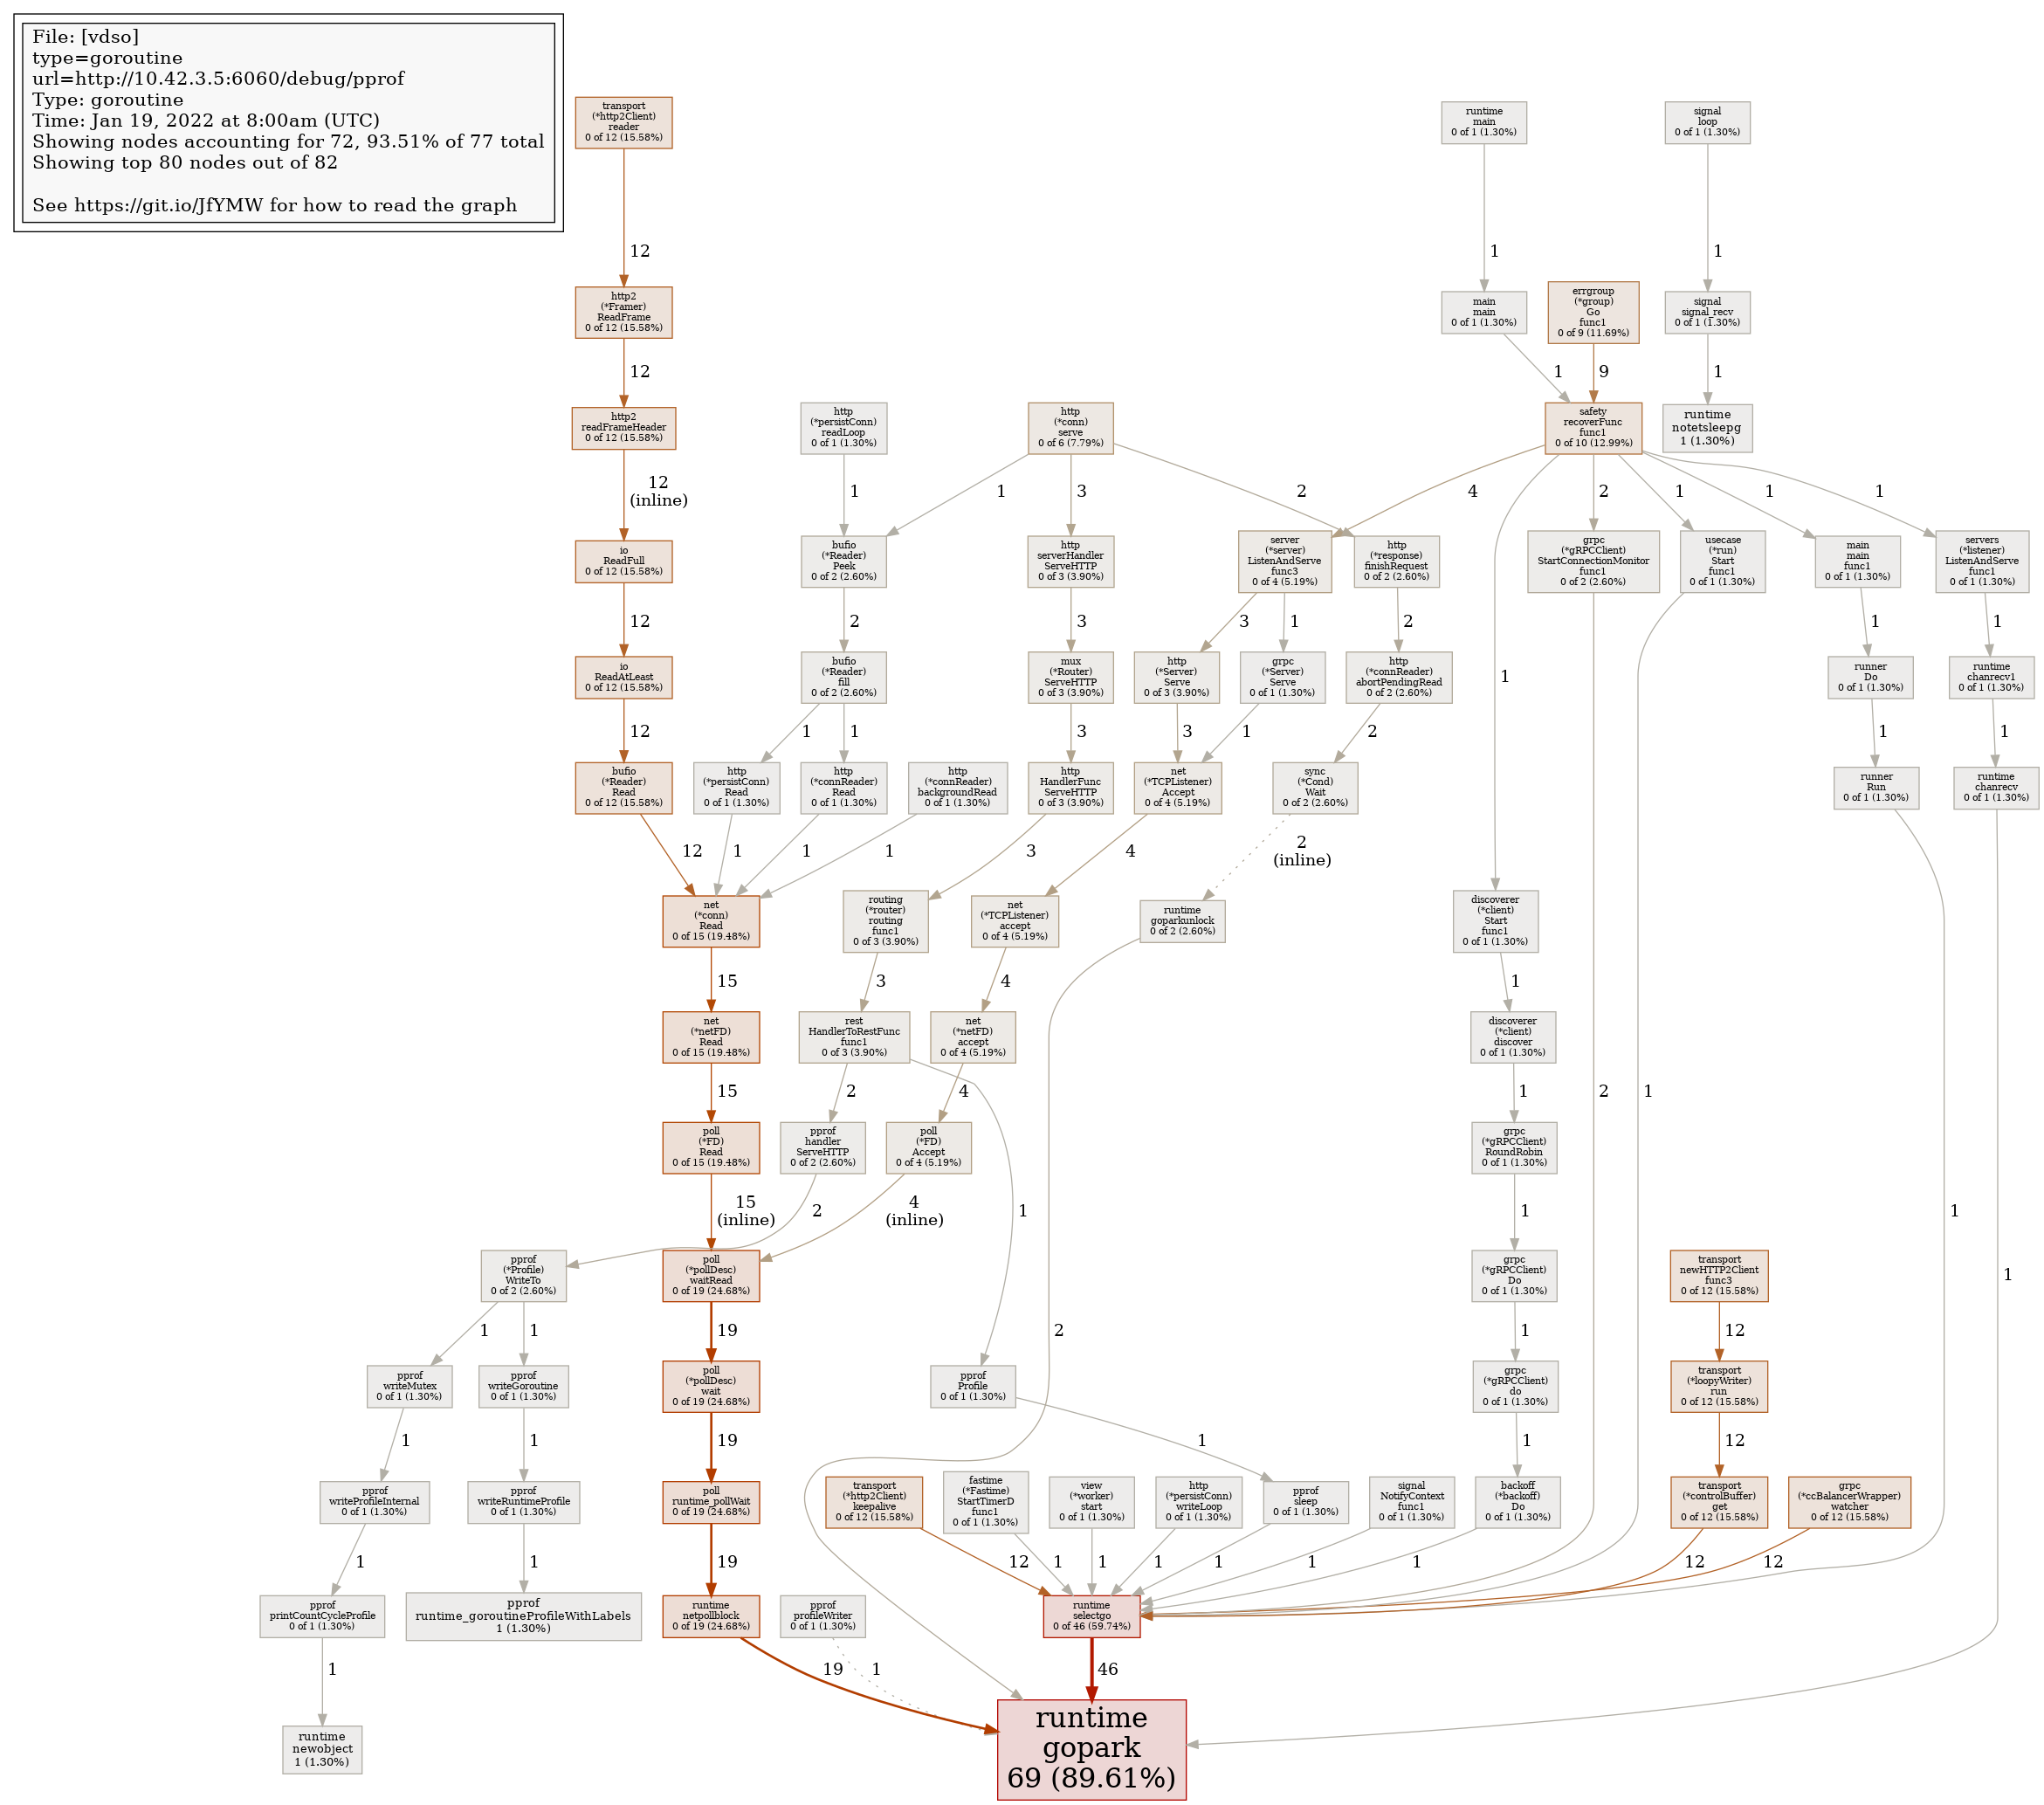 File: [vdso]
type=goroutine
url=http://10.42.3.5:6060/debug/pprof
Type: goroutine
Time: Jan 19, 2022 at 8:00am (UTC)
Showing nodes accounting for 72, 93.51% of 77 total
Showing top 80 nodes out of 82
See https://git.io/JfYMW for how to read the graph
transport
(*http2Client)
reader
0 of 12 (15.58%)
runtime
main
0 of 1 (1.30%)
signal
loop
0 of 1 (1.30%)
12
1
1
http2
(*Framer)
ReadFrame
0 of 12 (15.58%)
main
main
0 of 1 (1.30%)
errgroup
(*group)
Go
func1
0 of 9 (11.69%)
signal
signal_recv
0 of 1 (1.30%)
12
1
9
1
http2
readFrameHeader
0 of 12 (15.58%)
http
(*persistConn)
readLoop
0 of 1 (1.30%)
http
(*conn)
serve
0 of 6 (7.79%)
safety
recoverFunc
func1
0 of 10 (12.99%)
runtime
notetsleepg
1 (1.30%)
12
(inline)
1
1
3
2
4
1
2
1
1
1
io
ReadFull
0 of 12 (15.58%)
bufio
(*Reader)
Peek
0 of 2 (2.60%)
http
serverHandler
ServeHTTP
0 of 3 (3.90%)
server
(*server)
ListenAndServe
func3
0 of 4 (5.19%)
http
(*response)
finishRequest
0 of 2 (2.60%)
grpc
(*gRPCClient)
StartConnectionMonitor
func1
0 of 2 (2.60%)
usecase
(*run)
Start
func1
0 of 1 (1.30%)
main
main
func1
0 of 1 (1.30%)
servers
(*listener)
ListenAndServe
func1
0 of 1 (1.30%)
12
2
3
3
1
2
1
1
io
ReadAtLeast
0 of 12 (15.58%)
bufio
(*Reader)
fill
0 of 2 (2.60%)
mux
(*Router)
ServeHTTP
0 of 3 (3.90%)
http
(*Server)
Serve
0 of 3 (3.90%)
grpc
(*Server)
Serve
0 of 1 (1.30%)
http
(*connReader)
abortPendingRead
0 of 2 (2.60%)
runner
Do
0 of 1 (1.30%)
runtime
chanrecv1
0 of 1 (1.30%)
12
1
1
3
3
1
2
1
1
bufio
(*Reader)
Read
0 of 12 (15.58%)
http
(*persistConn)
Read
0 of 1 (1.30%)
http
(*connReader)
Read
0 of 1 (1.30%)
http
(*connReader)
backgroundRead
0 of 1 (1.30%)
http
HandlerFunc
ServeHTTP
0 of 3 (3.90%)
net
(*TCPListener)
Accept
0 of 4 (5.19%)
sync
(*Cond)
Wait
0 of 2 (2.60%)
runner
Run
0 of 1 (1.30%)
runtime
chanrecv
0 of 1 (1.30%)
12
1
1
1
3
4
2
(inline)
net
(*conn)
Read
0 of 15 (19.48%)
routing
(*router)
routing
func1
0 of 3 (3.90%)
net
(*TCPListener)
accept
0 of 4 (5.19%)
runtime
goparkunlock
0 of 2 (2.60%)
discoverer
(*client)
Start
func1
0 of 1 (1.30%)
15
3
4
1
net
(*netFD)
Read
0 of 15 (19.48%)
rest
HandlerToRestFunc
func1
0 of 3 (3.90%)
net
(*netFD)
accept
0 of 4 (5.19%)
discoverer
(*client)
discover
0 of 1 (1.30%)
15
2
4
1
2
1
poll
(*FD)
Read
0 of 15 (19.48%)
pprof
handler
ServeHTTP
0 of 2 (2.60%)
poll
(*FD)
Accept
0 of 4 (5.19%)
grpc
(*gRPCClient)
RoundRobin
0 of 1 (1.30%)
15
(inline)
2
4
(inline)
1
1
1
pprof
(*Profile)
WriteTo
0 of 2 (2.60%)
poll
(*pollDesc)
waitRead
0 of 19 (24.68%)
grpc
(*gRPCClient)
Do
0 of 1 (1.30%)
transport
newHTTP2Client
func3
0 of 12 (15.58%)
1
1
1
19
2
1
12
pprof
writeMutex
0 of 1 (1.30%)
pprof
writeGoroutine
0 of 1 (1.30%)
poll
(*pollDesc)
wait
0 of 19 (24.68%)
pprof
Profile
0 of 1 (1.30%)
grpc
(*gRPCClient)
do
0 of 1 (1.30%)
transport
(*loopyWriter)
run
0 of 12 (15.58%)
1
1
19
1
1
12
pprof
writeProfileInternal
0 of 1 (1.30%)
pprof
writeRuntimeProfile
0 of 1 (1.30%)
poll
runtime_pollWait
0 of 19 (24.68%)
transport
(*http2Client)
keepalive
0 of 12 (15.58%)
fastime
(*Fastime)
StartTimerD
func1
0 of 1 (1.30%)
view
(*worker)
start
0 of 1 (1.30%)
http
(*persistConn)
writeLoop
0 of 1 (1.30%)
pprof
sleep
0 of 1 (1.30%)
signal
NotifyContext
func1
0 of 1 (1.30%)
backoff
(*backoff)
Do
0 of 1 (1.30%)
transport
(*controlBuffer)
get
0 of 12 (15.58%)
grpc
(*ccBalancerWrapper)
watcher
0 of 12 (15.58%)
1
1
19
12
1
1
1
1
1
1
12
12
pprof
printCountCycleProfile
0 of 1 (1.30%)
pprof
runtime_goroutineProfileWithLabels
1 (1.30%)
runtime
netpollblock
0 of 19 (24.68%)
pprof
profileWriter
0 of 1 (1.30%)
runtime
selectgo
0 of 46 (59.74%)
1
19
1
46
runtime
newobject
1 (1.30%)
runtime
gopark
69 (89.61%)